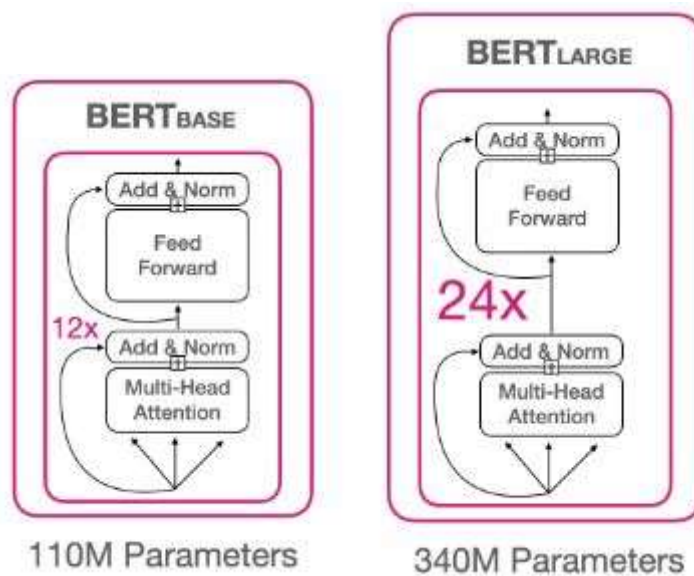 BERTBASE
Add & Norm
Feed
Forward
12x
Add & Norm
Multi-Head
Attention
110M Parameters
BERTLARGE
Add & Norm
Feed
Forward
24x
Add & Norm
Multi-Head
Attention
340M Parameters